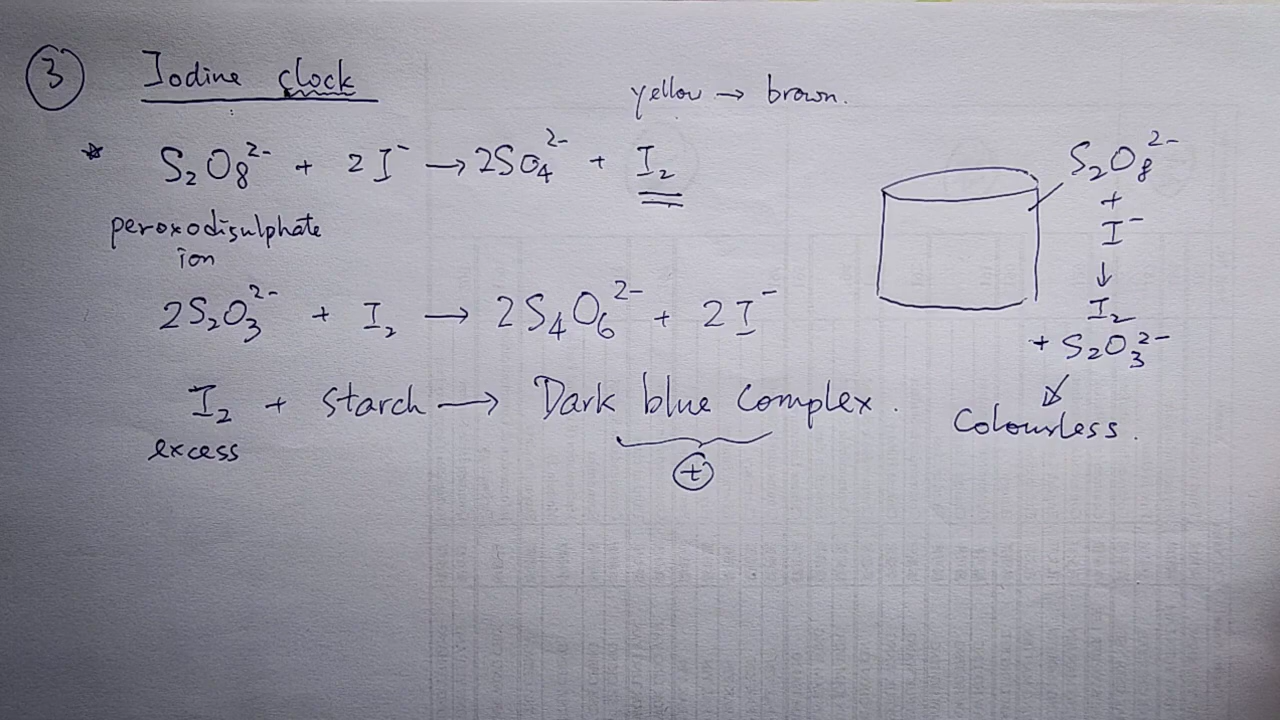 ③ Iodine clock
yellow → brown.
* S₂O₈²⁻ + 2I⁻ → 2SO₄²⁻ + I₂
peroxodisulphate
ion
2S₂O₃²⁻ + I₂ → 2S₄O₆²⁻ + 2I⁻
I₂ + starch → Dark blue complex.
excess
t
S₂O₈²⁻
+
I⁻
↓
I₂
+ S₂O₃²⁻
↙
Colourless.